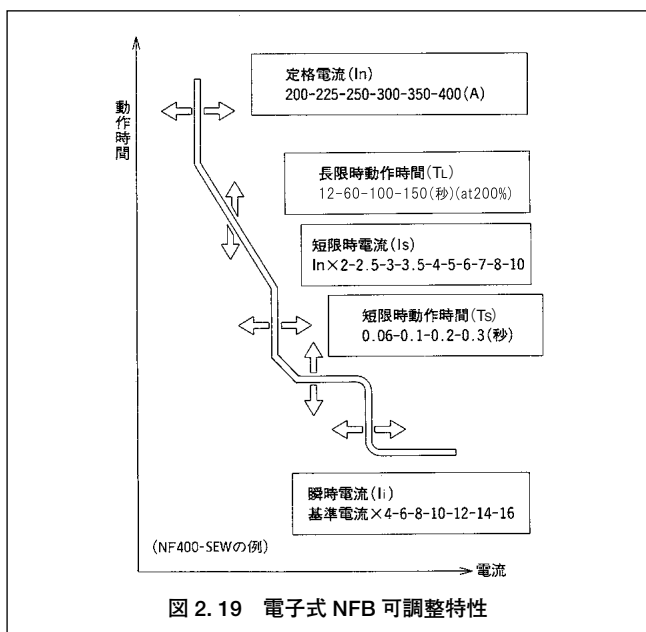 定格電流(In)
200-225-250-300-350-400(A)
動作時間
長限時動作時間(TL)
12-60-100-150(秒)(at200%)
短限時電流(Is)
In×2-2.5-3-3.5-4-5-6-7-8-10
短限時動作時間(Ts)
0.06-0.1-0.2-0.3(秒)
瞬時電流(Ii)
基準電流×4-6-8-10-12-14-16
(NF400-SEWの例)
電流
図 2. 19 電子式 NFB 可調整特性